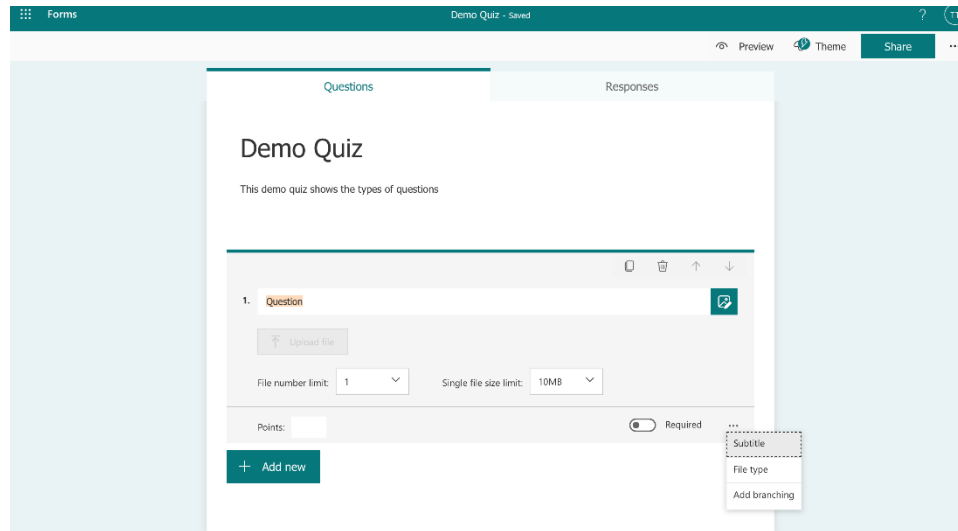 Forms
Demo Quiz - Saved
?
Preview
Theme
Share
Questions
Responses
Demo Quiz
This demo quiz shows the types of questions
1. Question
Upload file
File number limit: 1
Single file size limit: 10MB
Points:
Required
Subtitle
File type
Add branching
+ Add new